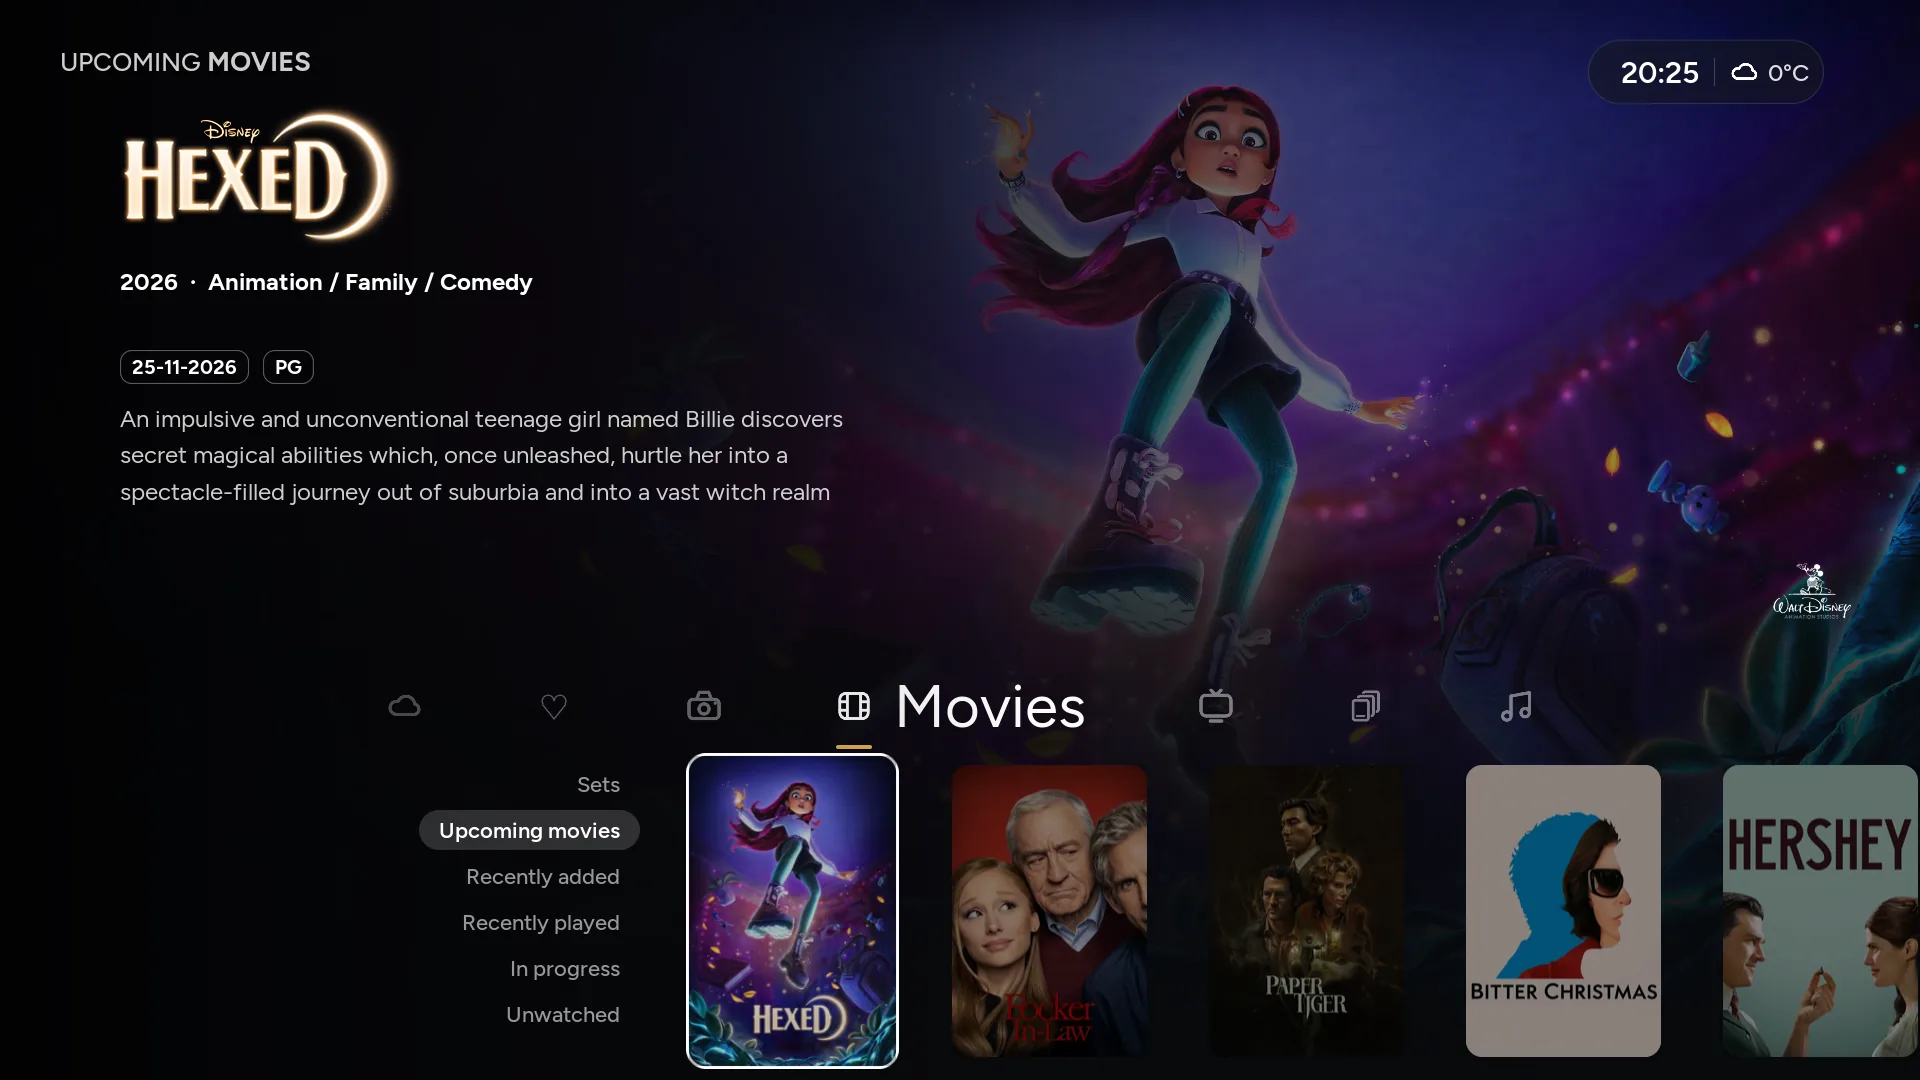 UPCOMING MOVIES
20:25
0°C
Disney
HEXED
2026 · Animation / Family / Comedy
25-11-2026
PG
An impulsive and unconventional teenage girl named Billie discovers
secret magical abilities which, once unleashed, hurtle her into a
spectacle-filled journey out of suburbia and into a vast witch realm
WALT DISNEY
ANIMATION STUDIOS
Movies
Sets
Upcoming movies
Recently added
Recently played
In progress
Unwatched
HEXED
Focker
In-Law
PAPER
TIGER
BITTER CHRISTMAS
HERSHEY